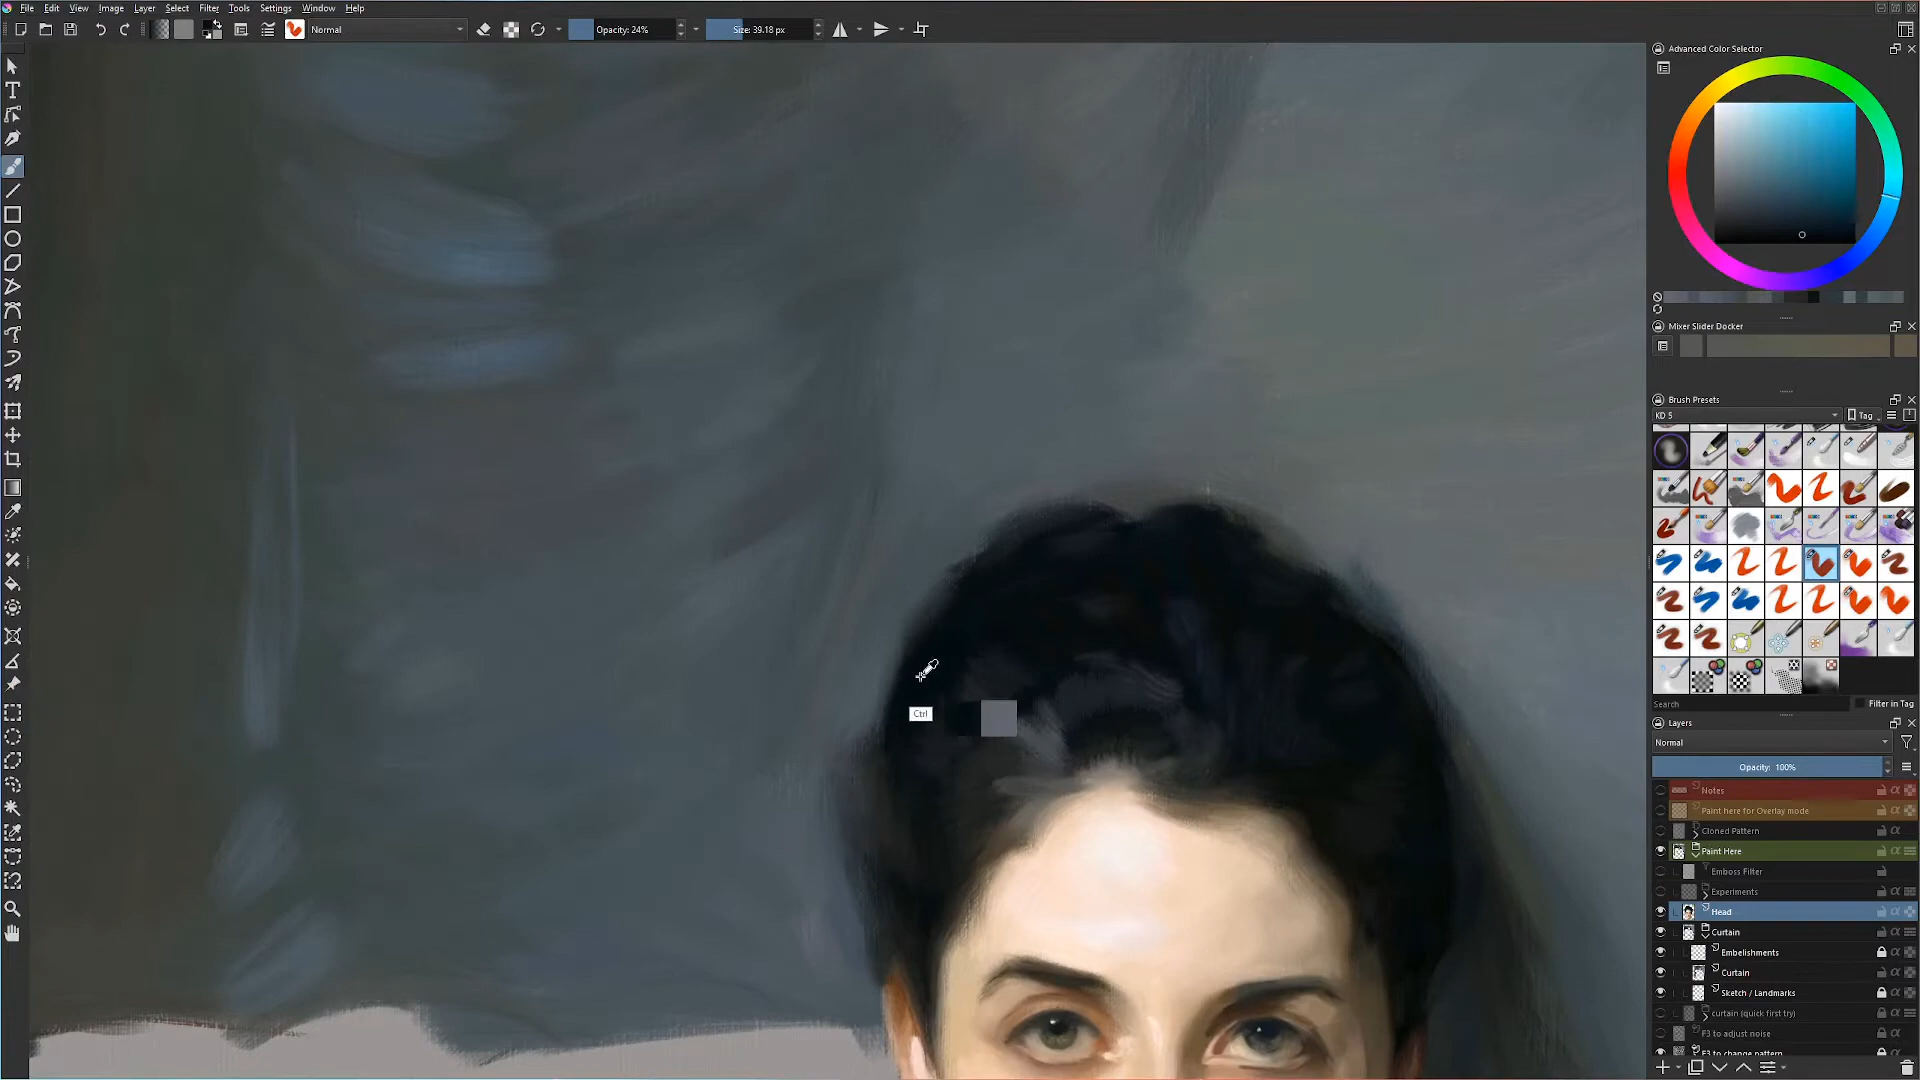 File Edit View Image Layer Select Filter Tools Settings Window Help
Normal
Opacity: 24%
Size: 39.18 px
Advanced Color Selector
Mixer Slider Docker
Brush Presets
KD 5
Tag
Ctrl
Search
Filter in Tag
Layers
Normal
Opacity: 100%
Notes
Paint here for Overlay mode
Cloned Pattern
Paint Here
Emboss Filter
Experiments
Head
Curtain
Embelishments
Curtain
Sketch / Landmarks
curtain (quick first try)
F3 to adjust noise
F3 to change pattern